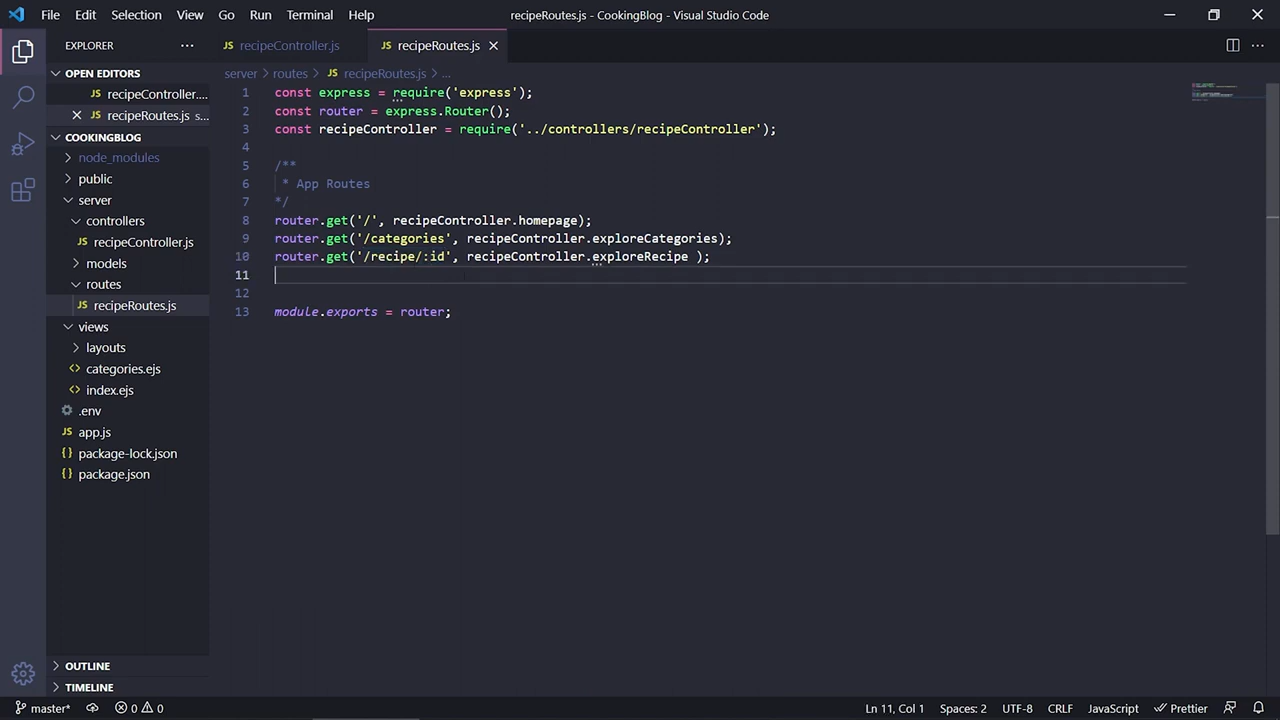 File Edit Selection View Go Run Terminal Help
recipeRoutes.js - CookingBlog - Visual Studio Code
EXPLORER
OPEN EDITORS
recipeController....
recipeRoutes.js s...
COOKINGBLOG
node_modules
public
server
controllers
recipeController.js
models
routes
recipeRoutes.js
views
layouts
categories.ejs
index.ejs
.env
app.js
package-lock.json
package.json
OUTLINE
TIMELINE
recipeController.js
recipeRoutes.js
server routes recipeRoutes.js ...
1 const express = require('express');
2 const router = express.Router();
3 const recipeController = require('../controllers/recipeController');
4
5 /**
6 * App Routes
7 */
8 router.get('/', recipeController.homepage);
9 router.get('/categories', recipeController.exploreCategories);
10 router.get('/recipe/:id', recipeController.exploreRecipe );
11
12
13 module.exports = router;
master* 0 0
Ln 11, Col 1 Spaces: 2 UTF-8 CRLF JavaScript Prettier